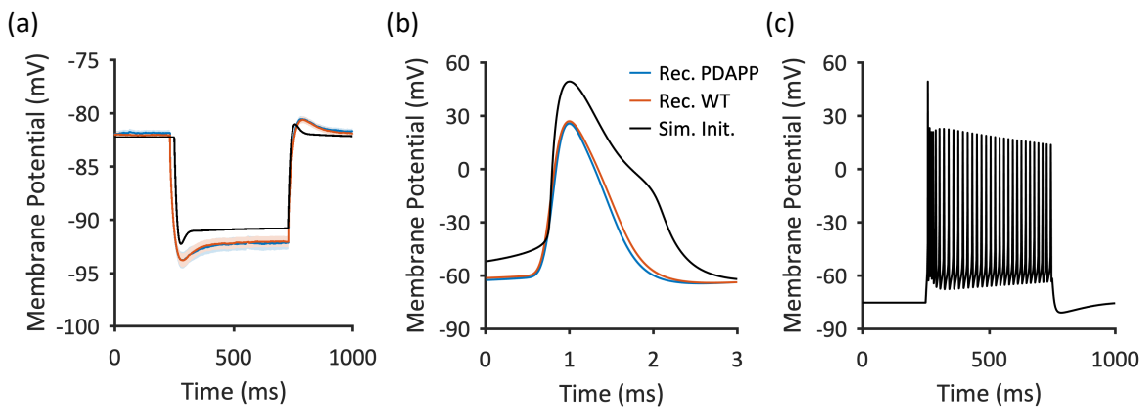 (a)
-75
-80
-85
-90
-95
-100
Membrane Potential (mV)
0
500
1000
Time (ms)
(b)
60
30
0
-30
-60
-90
Membrane Potential (mV)
Rec. PDAPP
Rec. WT
Sim. Init.
0
1
2
3
Time (ms)
(c)
60
30
0
-30
-60
-90
Membrane Potential (mV)
0
500
1000
Time (ms)